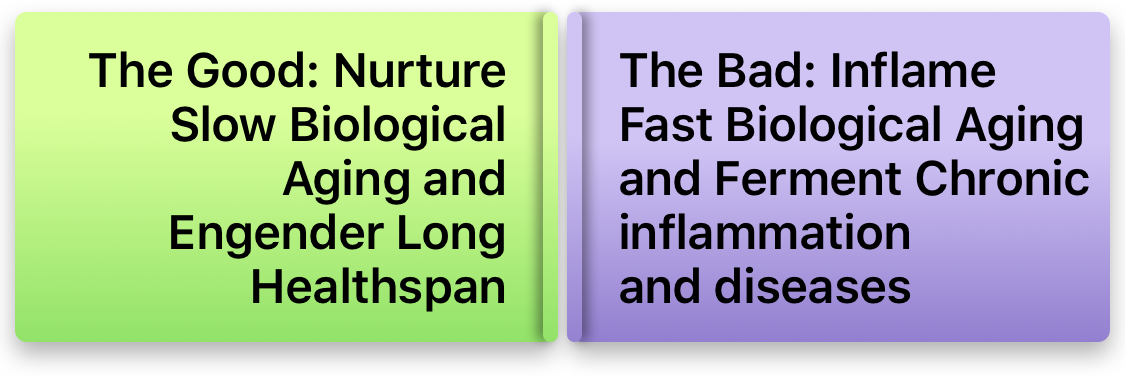 The Good: Nurture
Slow Biological
Aging and
Engender Long
Healthspan
The Bad: Inflame
Fast Biological Aging
and Ferment Chronic
inflammation
and diseases